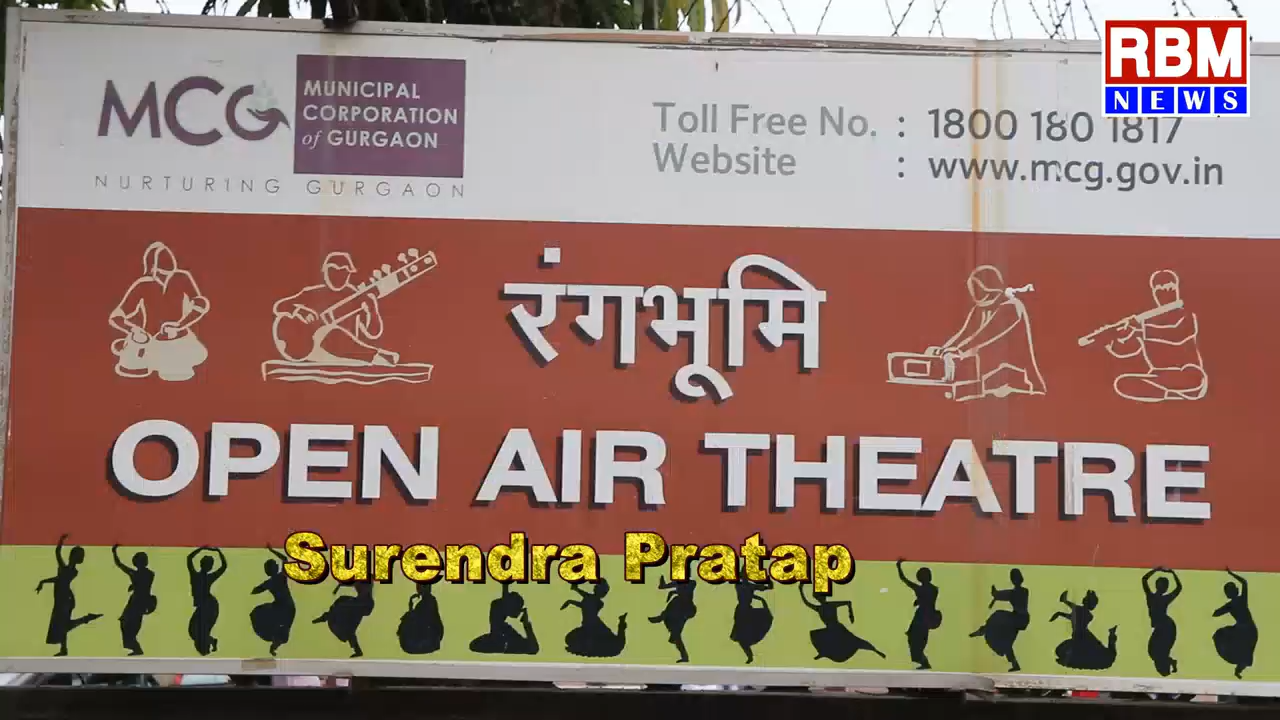 MCG
MUNICIPAL
CORPORATION
of GURGAON
NURTURING GURGAON
Toll Free No. : 1800 180 1817
Website : www.mcg.gov.in
RBM
NEWS
रंगभूमि
OPEN AIR THEATRE
Surendra Pratap